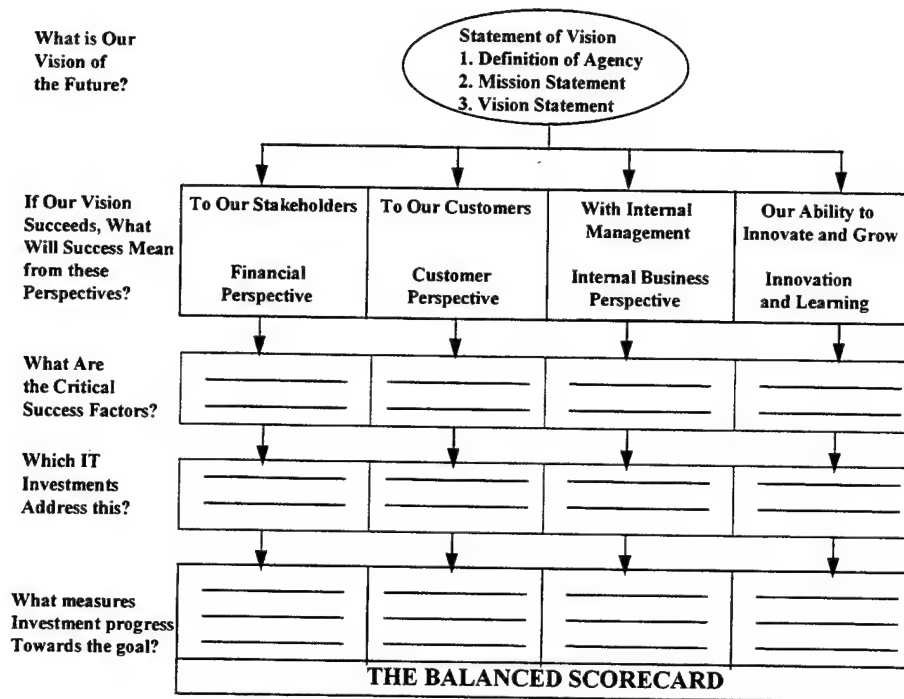 What is Our
Vision of
the Future?
Statement of Vision
1. Definition of Agency
2. Mission Statement
3. Vision Statement
If Our Vision
Succeeds, What
Will Success Mean
from these
Perspectives?
To Our Stakeholders
Financial
Perspective
To Our Customers
Customer
Perspective
With Internal
Management
Internal Business
Perspective
Our Ability to
Innovate and Grow
Innovation
and Learning
What Are
the Critical
Success Factors?
Which IT
Investments
Address this?
What measures
Investment progress
Towards the goal?
THE BALANCED SCORECARD